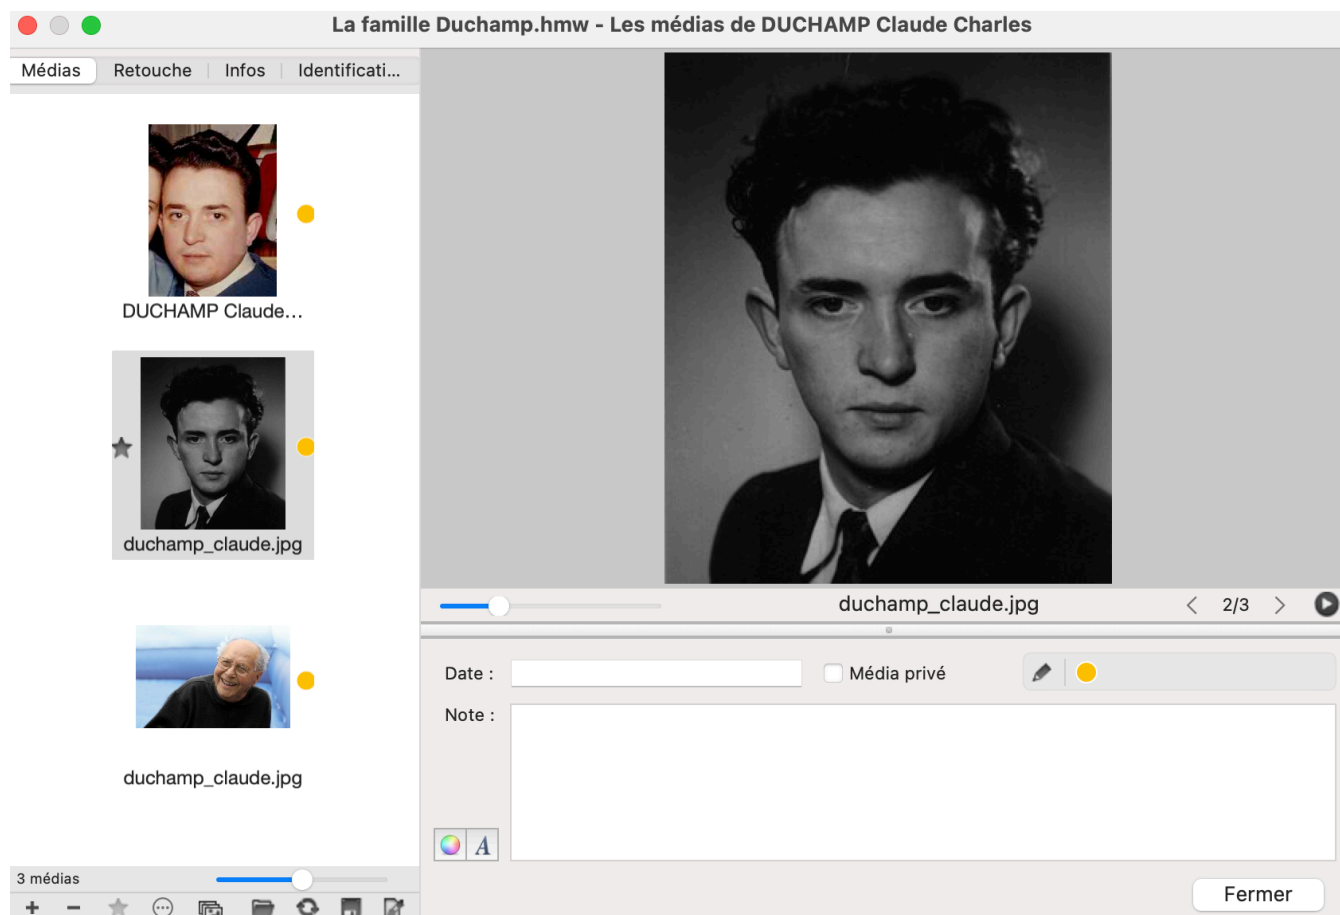 La famille Duchamp.hmw - Les médias de DUCHAMP Claude Charles
Médias
Retouche
Infos
Identificati...
DUCHAMP Claude...
duchamp_claude.jpg
duchamp_claude.jpg
3 médias
duchamp_claude.jpg
2/3
Date :
Média privé
Note :
A
Fermer